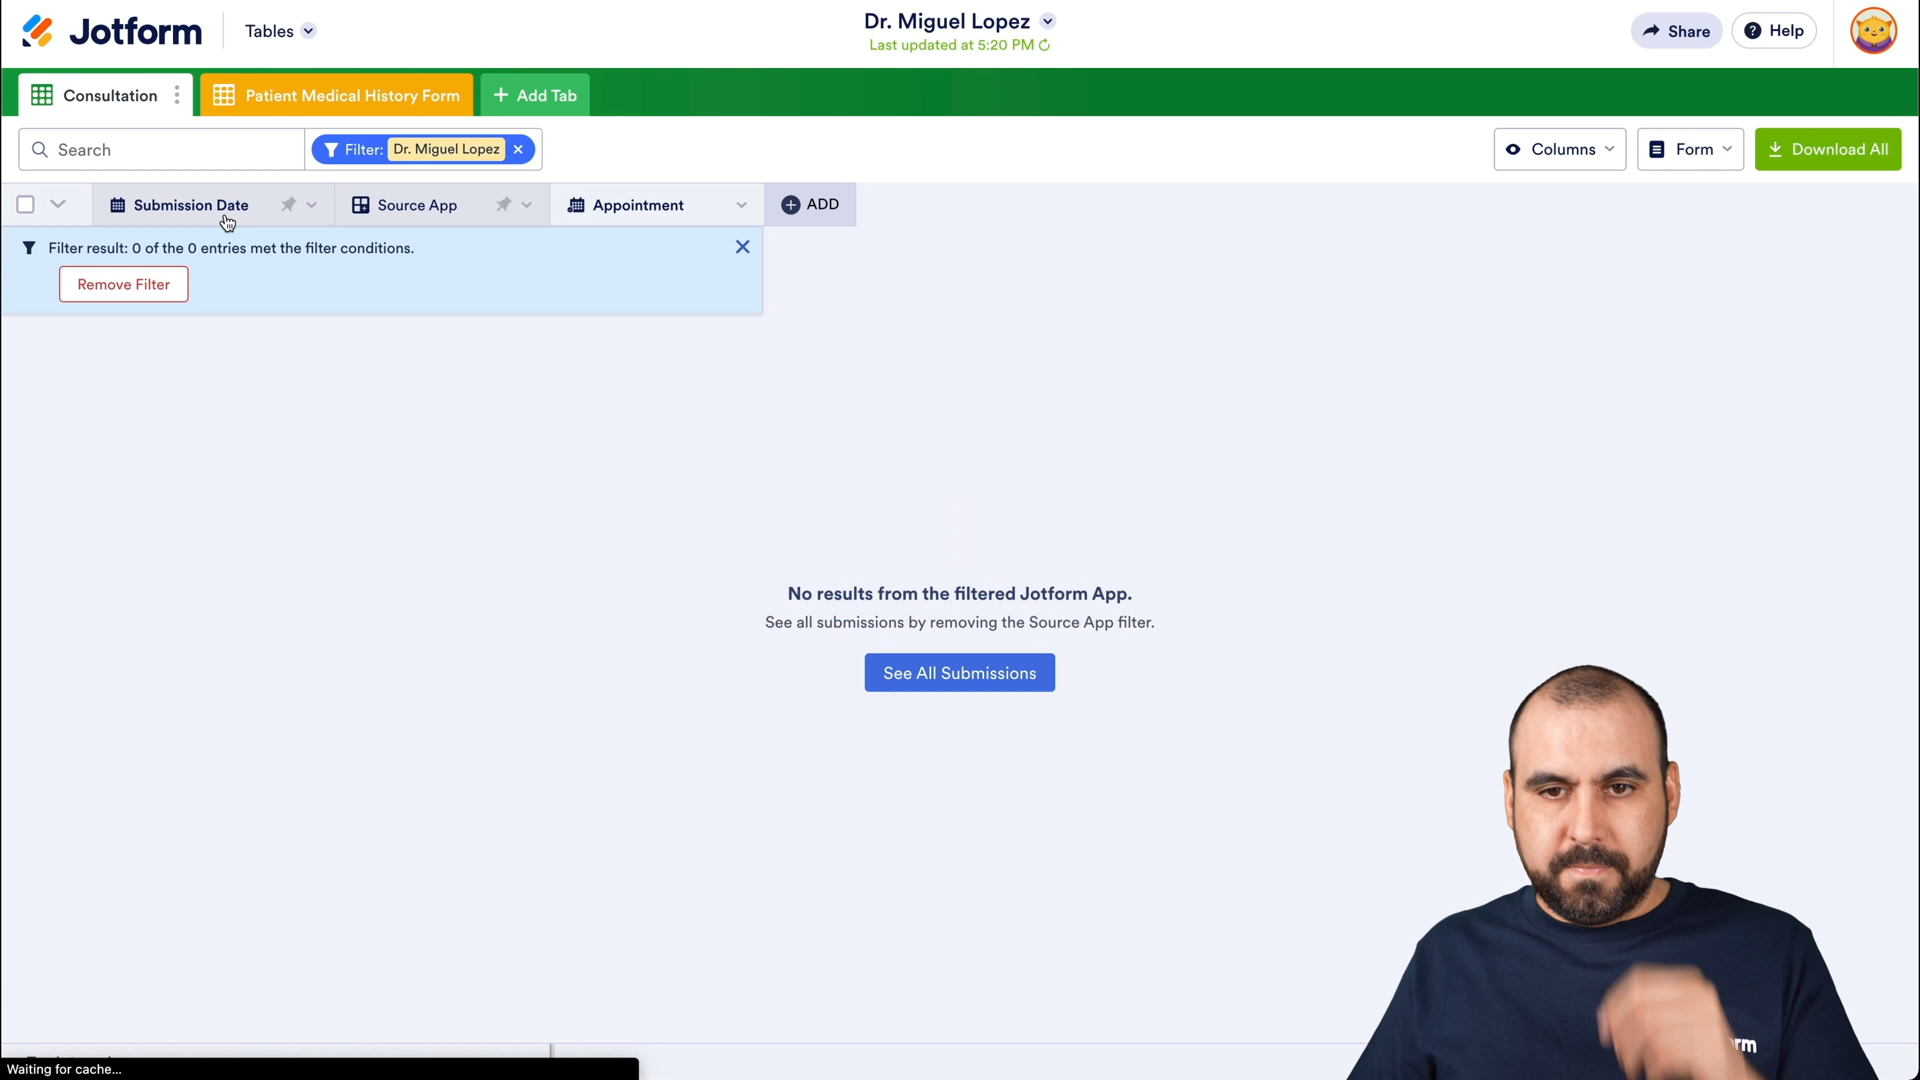 Jotform
Tables
Dr. Miguel Lopez
Last updated at 5:20 PM
Share
Help
Consultation
Patient Medical History Form
+ Add Tab
Search
Filter: Dr. Miguel Lopez
Columns
Form
Download All
Submission Date
Source App
Appointment
ADD
Filter result: 0 of the 0 entries met the filter conditions.
Remove Filter
No results from the filtered Jotform App.
See all submissions by removing the Source App filter.
See All Submissions
rm
Waiting for cache...